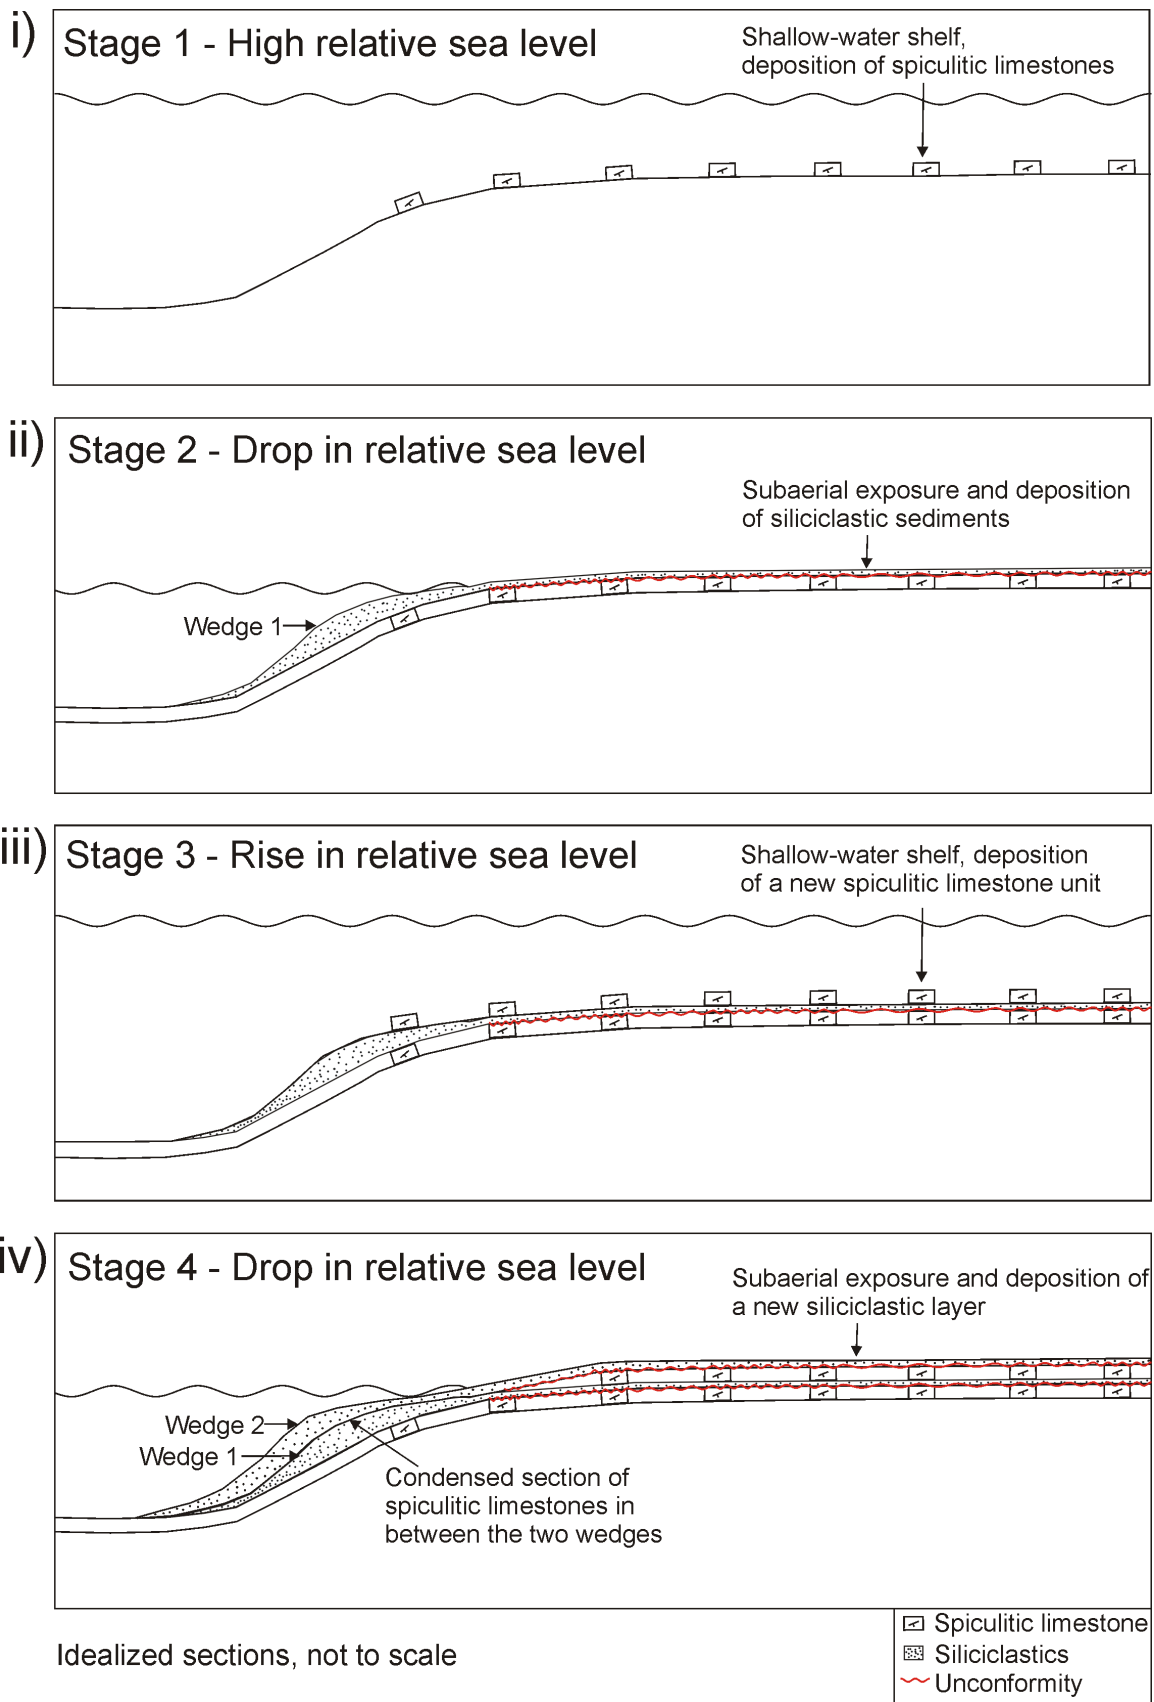 i)
Stage 1 - High relative sea level
Shallow-water shelf,
deposition of spiculitic limestones
ii)
Stage 2 - Drop in relative sea level
Subaerial exposure and deposition
of siliciclastic sediments
Wedge 1
iii)
Stage 3 - Rise in relative sea level
Shallow-water shelf, deposition
of a new spiculitic limestone unit
iv)
Stage 4 - Drop in relative sea level
Subaerial exposure and deposition of
a new siliciclastic layer
Wedge 2
Wedge 1
Condensed section of
spiculitic limestones in
between the two wedges
Idealized sections, not to scale
Spiculitic limestone
Siliciclastics
Unconformity